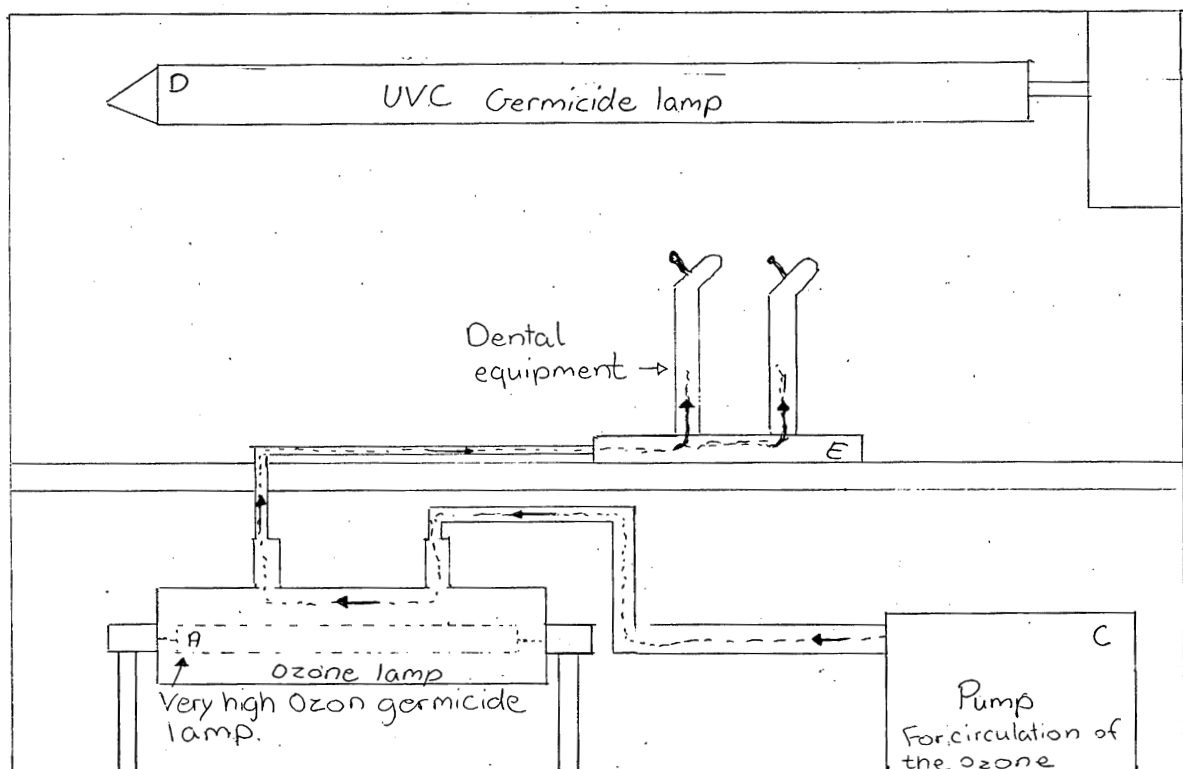 D
UVC Germicide lamp
Dental
equipment
E
A
Ozone lamp
Very high Ozon germicide
lamp.
C
Pump
For circulation of
the ozone